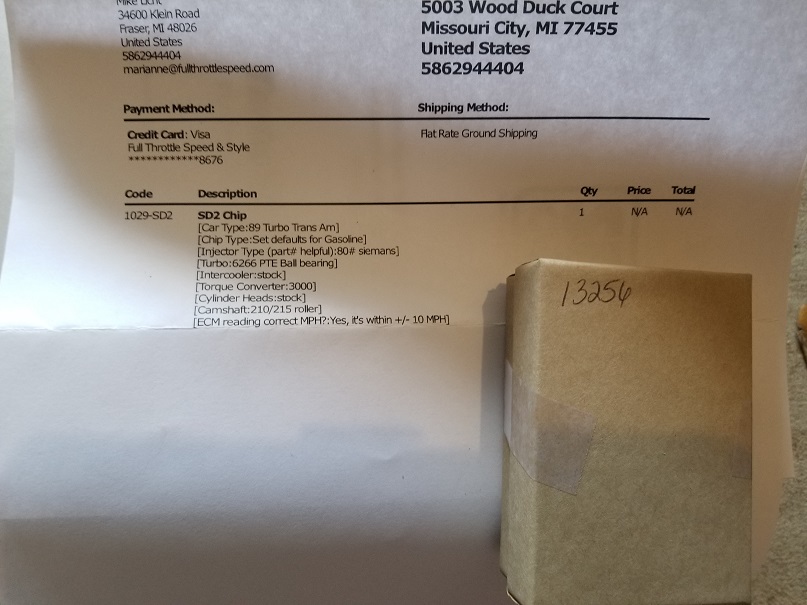 Mike Licht
34600 Klein Road
Fraser, MI 48026
United States
5862944404
marianne@fullthrottlespeed.com
5003 Wood Duck Court
Missouri City, MI 77455
United States
5862944404
Payment Method:
Credit Card: Visa
Full Throttle Speed & Style
************8676
Shipping Method:
Flat Rate Ground Shipping
Code Description Qty Price Total
1029-SD2 SD2 Chip 1 N/A N/A
[Car Type:89 Turbo Trans Am]
[Chip Type:Set defaults for Gasoline]
[Injector Type (part# helpful):80# siemans]
[Turbo:6266 PTE Ball bearing]
[Intercooler:stock]
[Torque Converter:3000]
[Cylinder Heads:stock]
[Camshaft:210/215 roller]
[ECM reading correct MPH?:Yes, it's within +/- 10 MPH]
13256